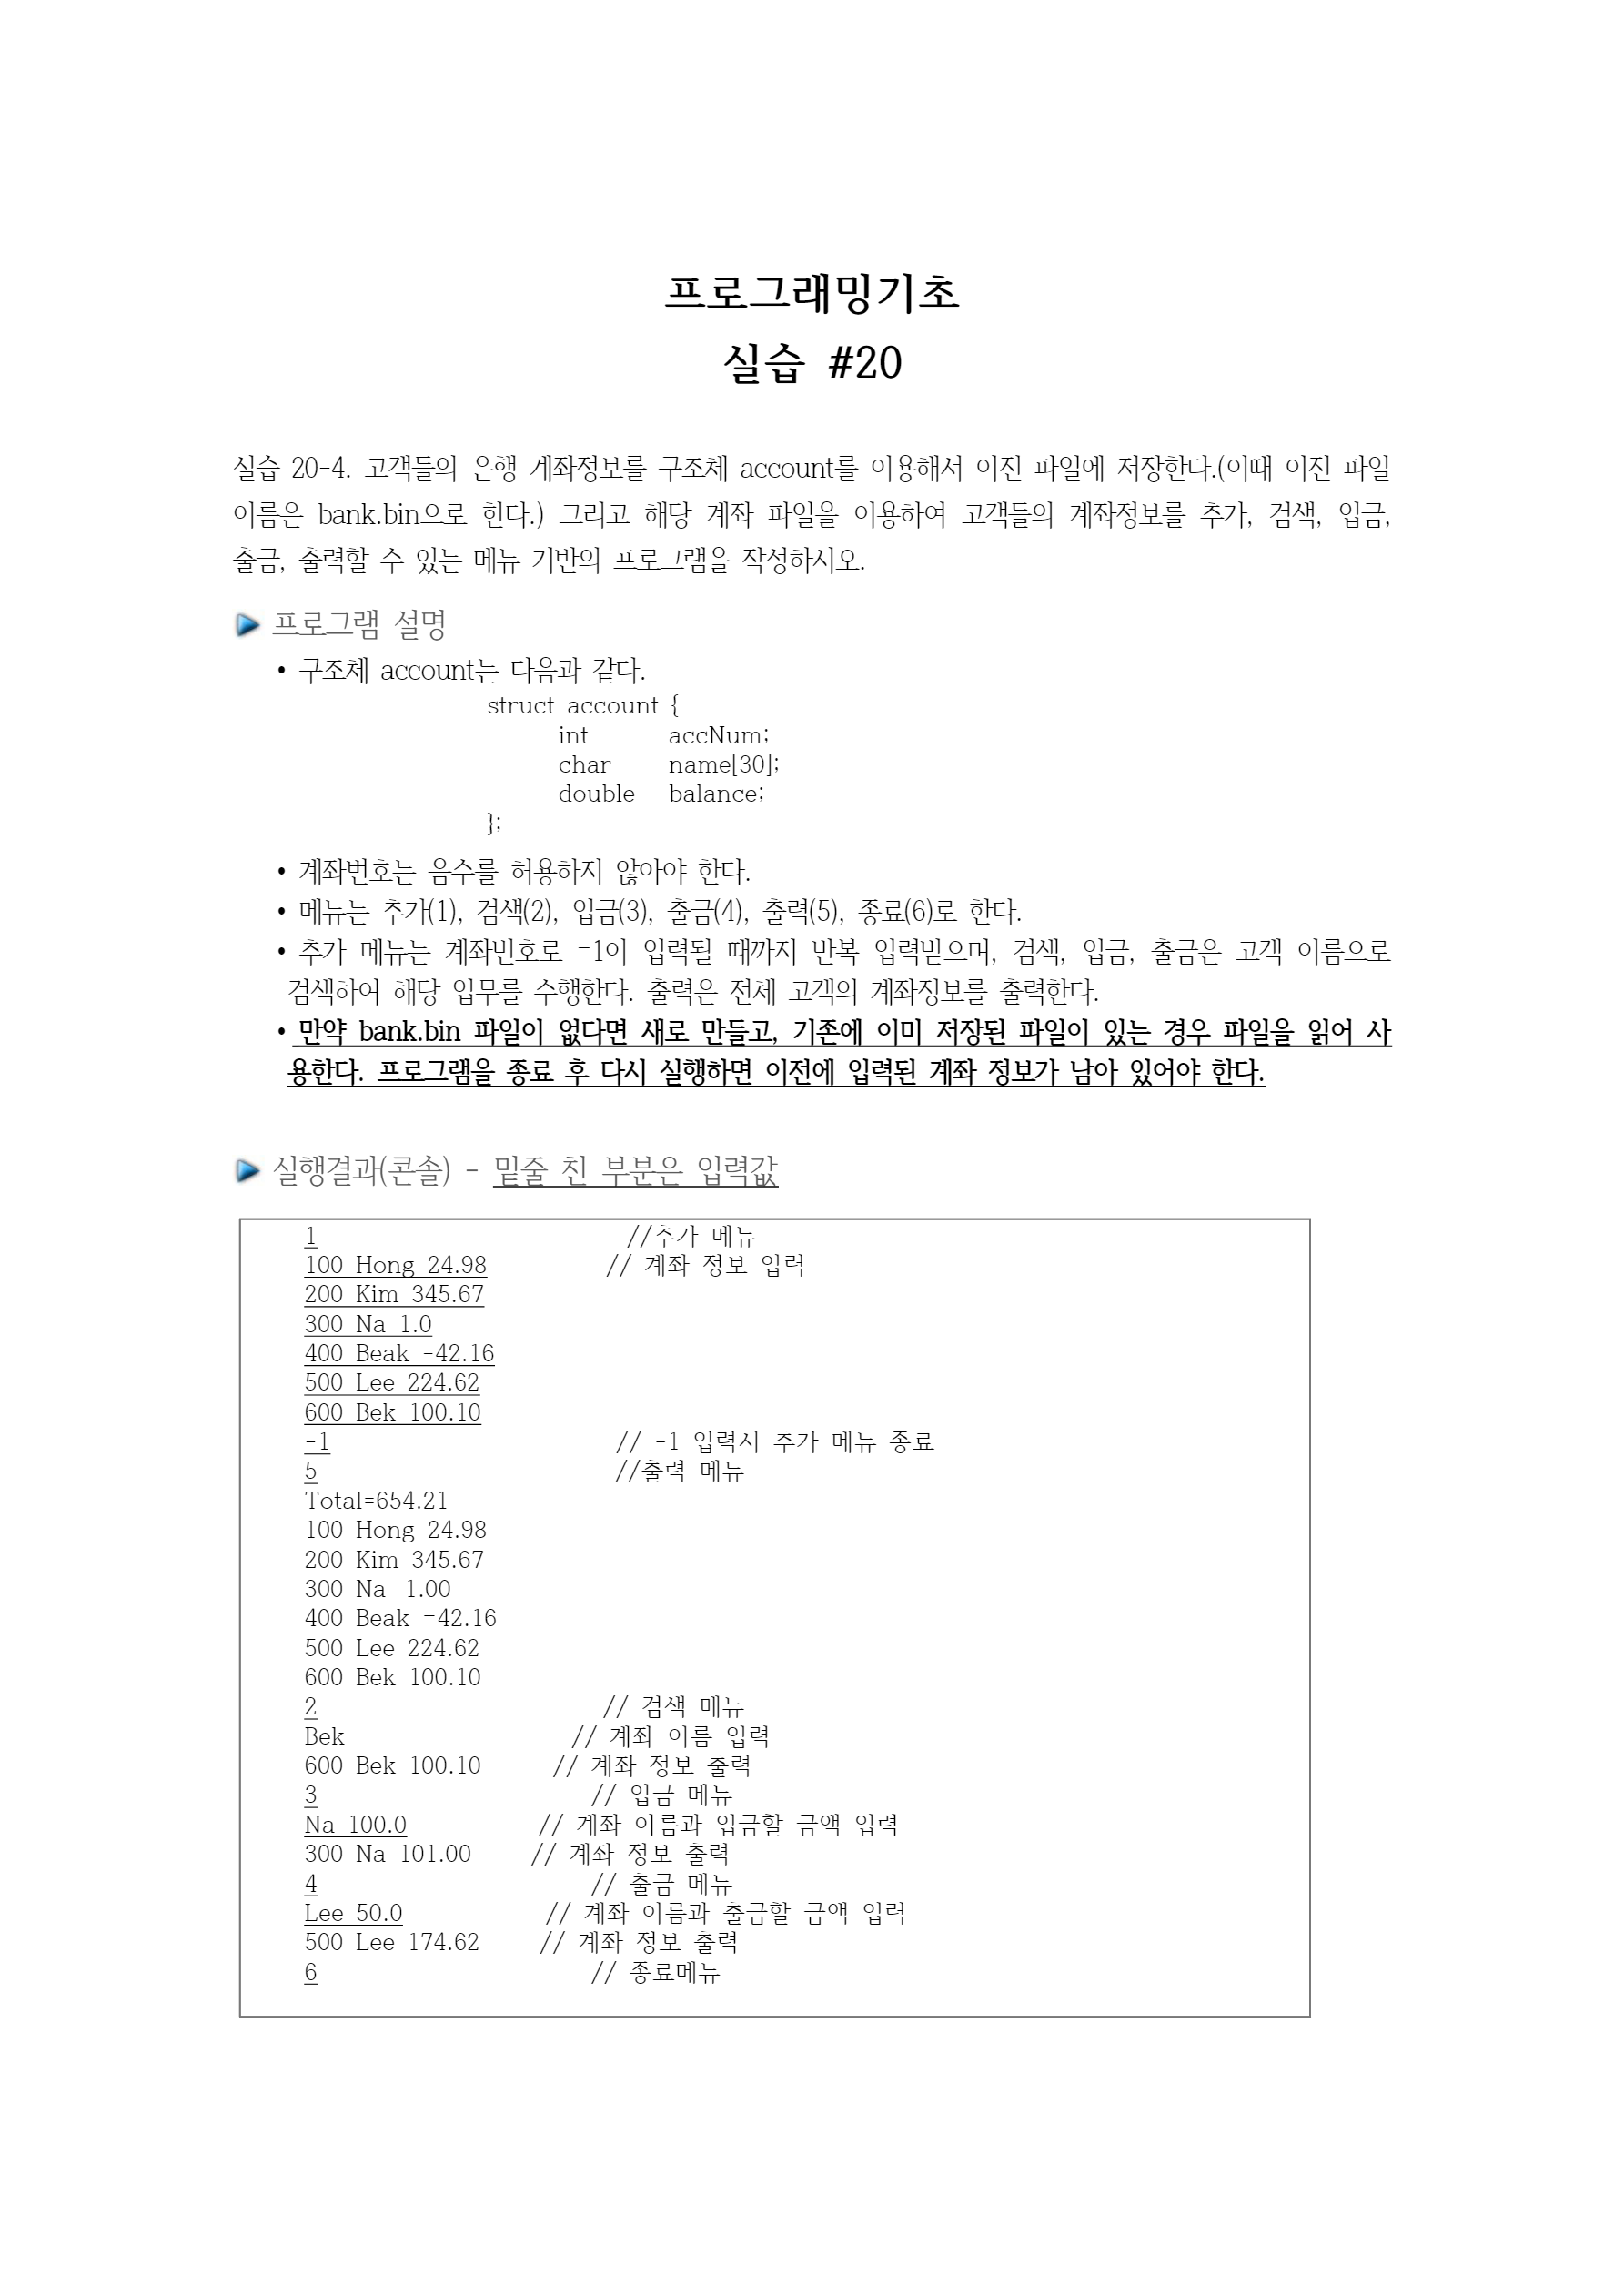 프로그래밍기초
실습 #20
실습 20-4. 고객들의 은행 계좌정보를 구조체 account를 이용해서 이진 파일에 저장한다.(이때 이진 파일
이름은 bank.bin으로 한다.) 그리고 해당 계좌 파일을 이용하여 고객들의 계좌정보를 추가, 검색, 입금,
출금, 출력할 수 있는 메뉴 기반의 프로그램을 작성하시오.
프로그램 설명
• 구조체 account는 다음과 같다.
struct account {
int accNum;
char name[30];
double balance;
};
• 계좌번호는 음수를 허용하지 않아야 한다.
• 메뉴는 추가(1), 검색(2), 입금(3), 출금(4), 출력(5), 종료(6)로 한다.
• 추가 메뉴는 계좌번호로 -1이 입력될 때까지 반복 입력받으며, 검색, 입금, 출금은 고객 이름으로
검색하여 해당 업무를 수행한다. 출력은 전체 고객의 계좌정보를 출력한다.
• 만약 bank.bin 파일이 없다면 새로 만들고, 기존에 이미 저장된 파일이 있는 경우 파일을 읽어 사
용한다. 프로그램을 종료 후 다시 실행하면 이전에 입력된 계좌 정보가 남아 있어야 한다.
실행결과(콘솔) - 밑줄 친 부분은 입력값
1 //추가 메뉴
100 Hong 24.98 // 계좌 정보 입력
200 Kim 345.67
300 Na 1.0
400 Beak -42.16
500 Lee 224.62
600 Bek 100.10
-1 // -1 입력시 추가 메뉴 종료
5 //출력 메뉴
Total=654.21
100 Hong 24.98
200 Kim 345.67
300 Na 1.00
400 Beak -42.16
500 Lee 224.62
600 Bek 100.10
2 // 검색 메뉴
Bek // 계좌 이름 입력
600 Bek 100.10 // 계좌 정보 출력
3 // 입금 메뉴
Na 100.0 // 계좌 이름과 입금할 금액 입력
300 Na 101.00 // 계좌 정보 출력
4 // 출금 메뉴
Lee 50.0 // 계좌 이름과 출금할 금액 입력
500 Lee 174.62 // 계좌 정보 출력
6 // 종료메뉴